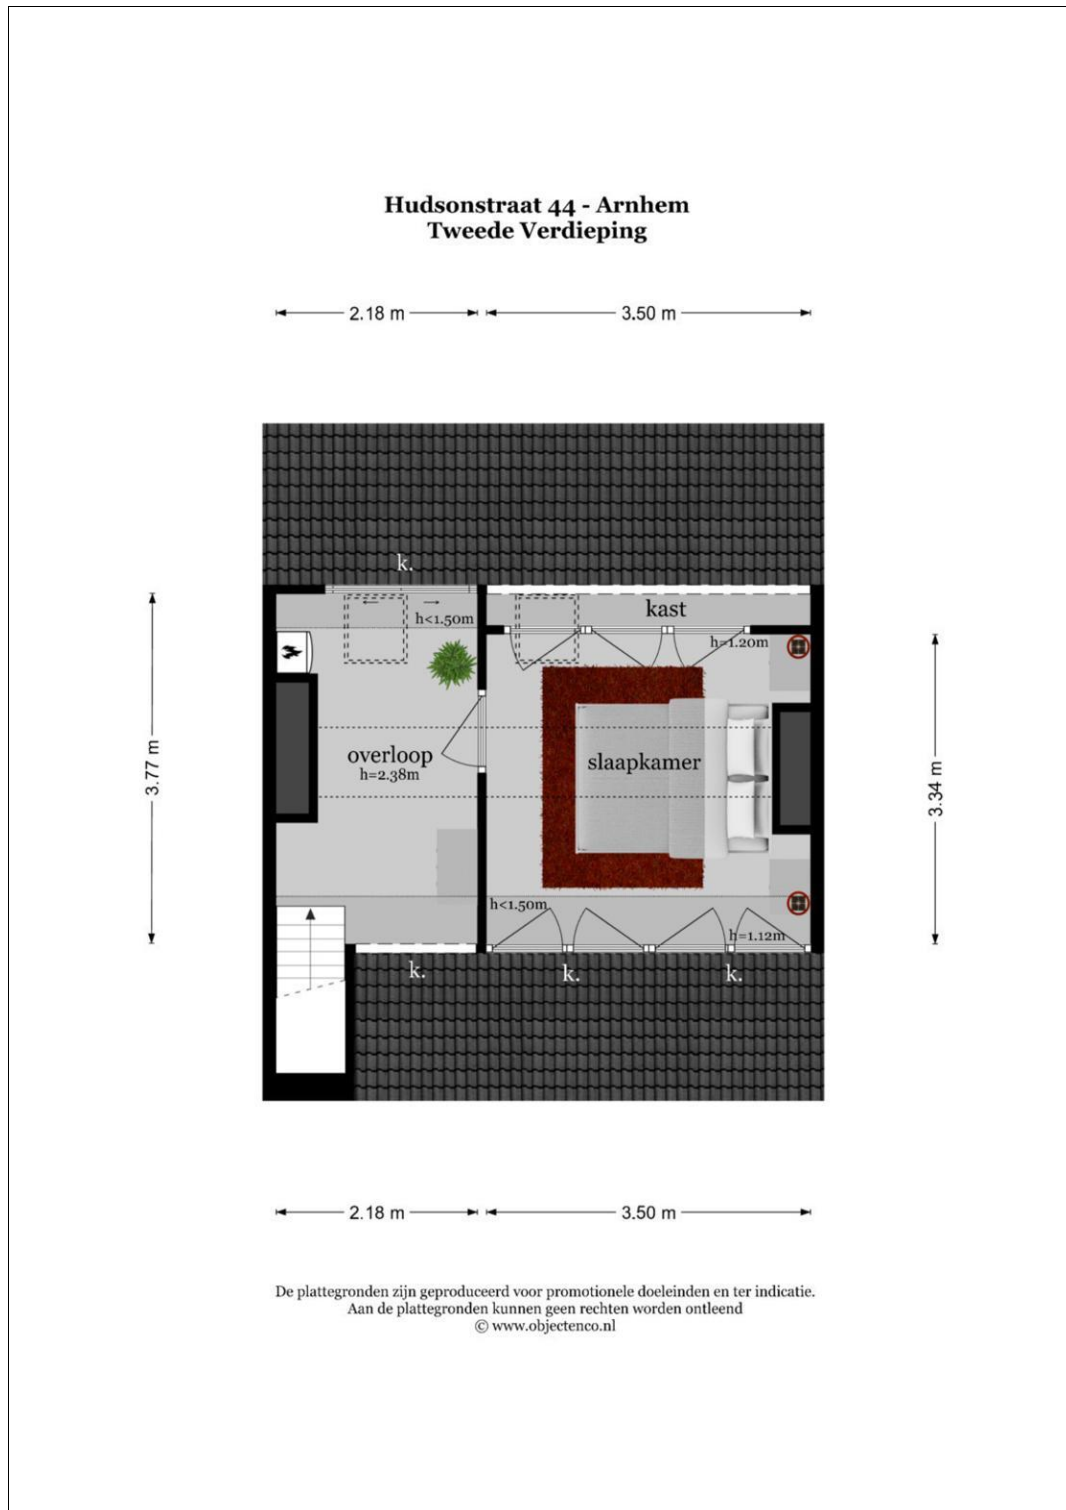 Hudsonstraat 44 - Arnhem
Tweede Verdieping
2.18 m
3.50 m
k.
kast
h<1.50m
h=1.20m
overloop
h=2.38m
slaapkamer
3.77 m
3.34 m
h<1.50m
h=1.12m
k.
k.
k.
2.18 m
3.50 m
De plattegronden zijn geproduceerd voor promotionele doeleinden en ter indicatie.
Aan de plattegronden kunnen geen rechten worden ontleend
© www.objectenco.nl